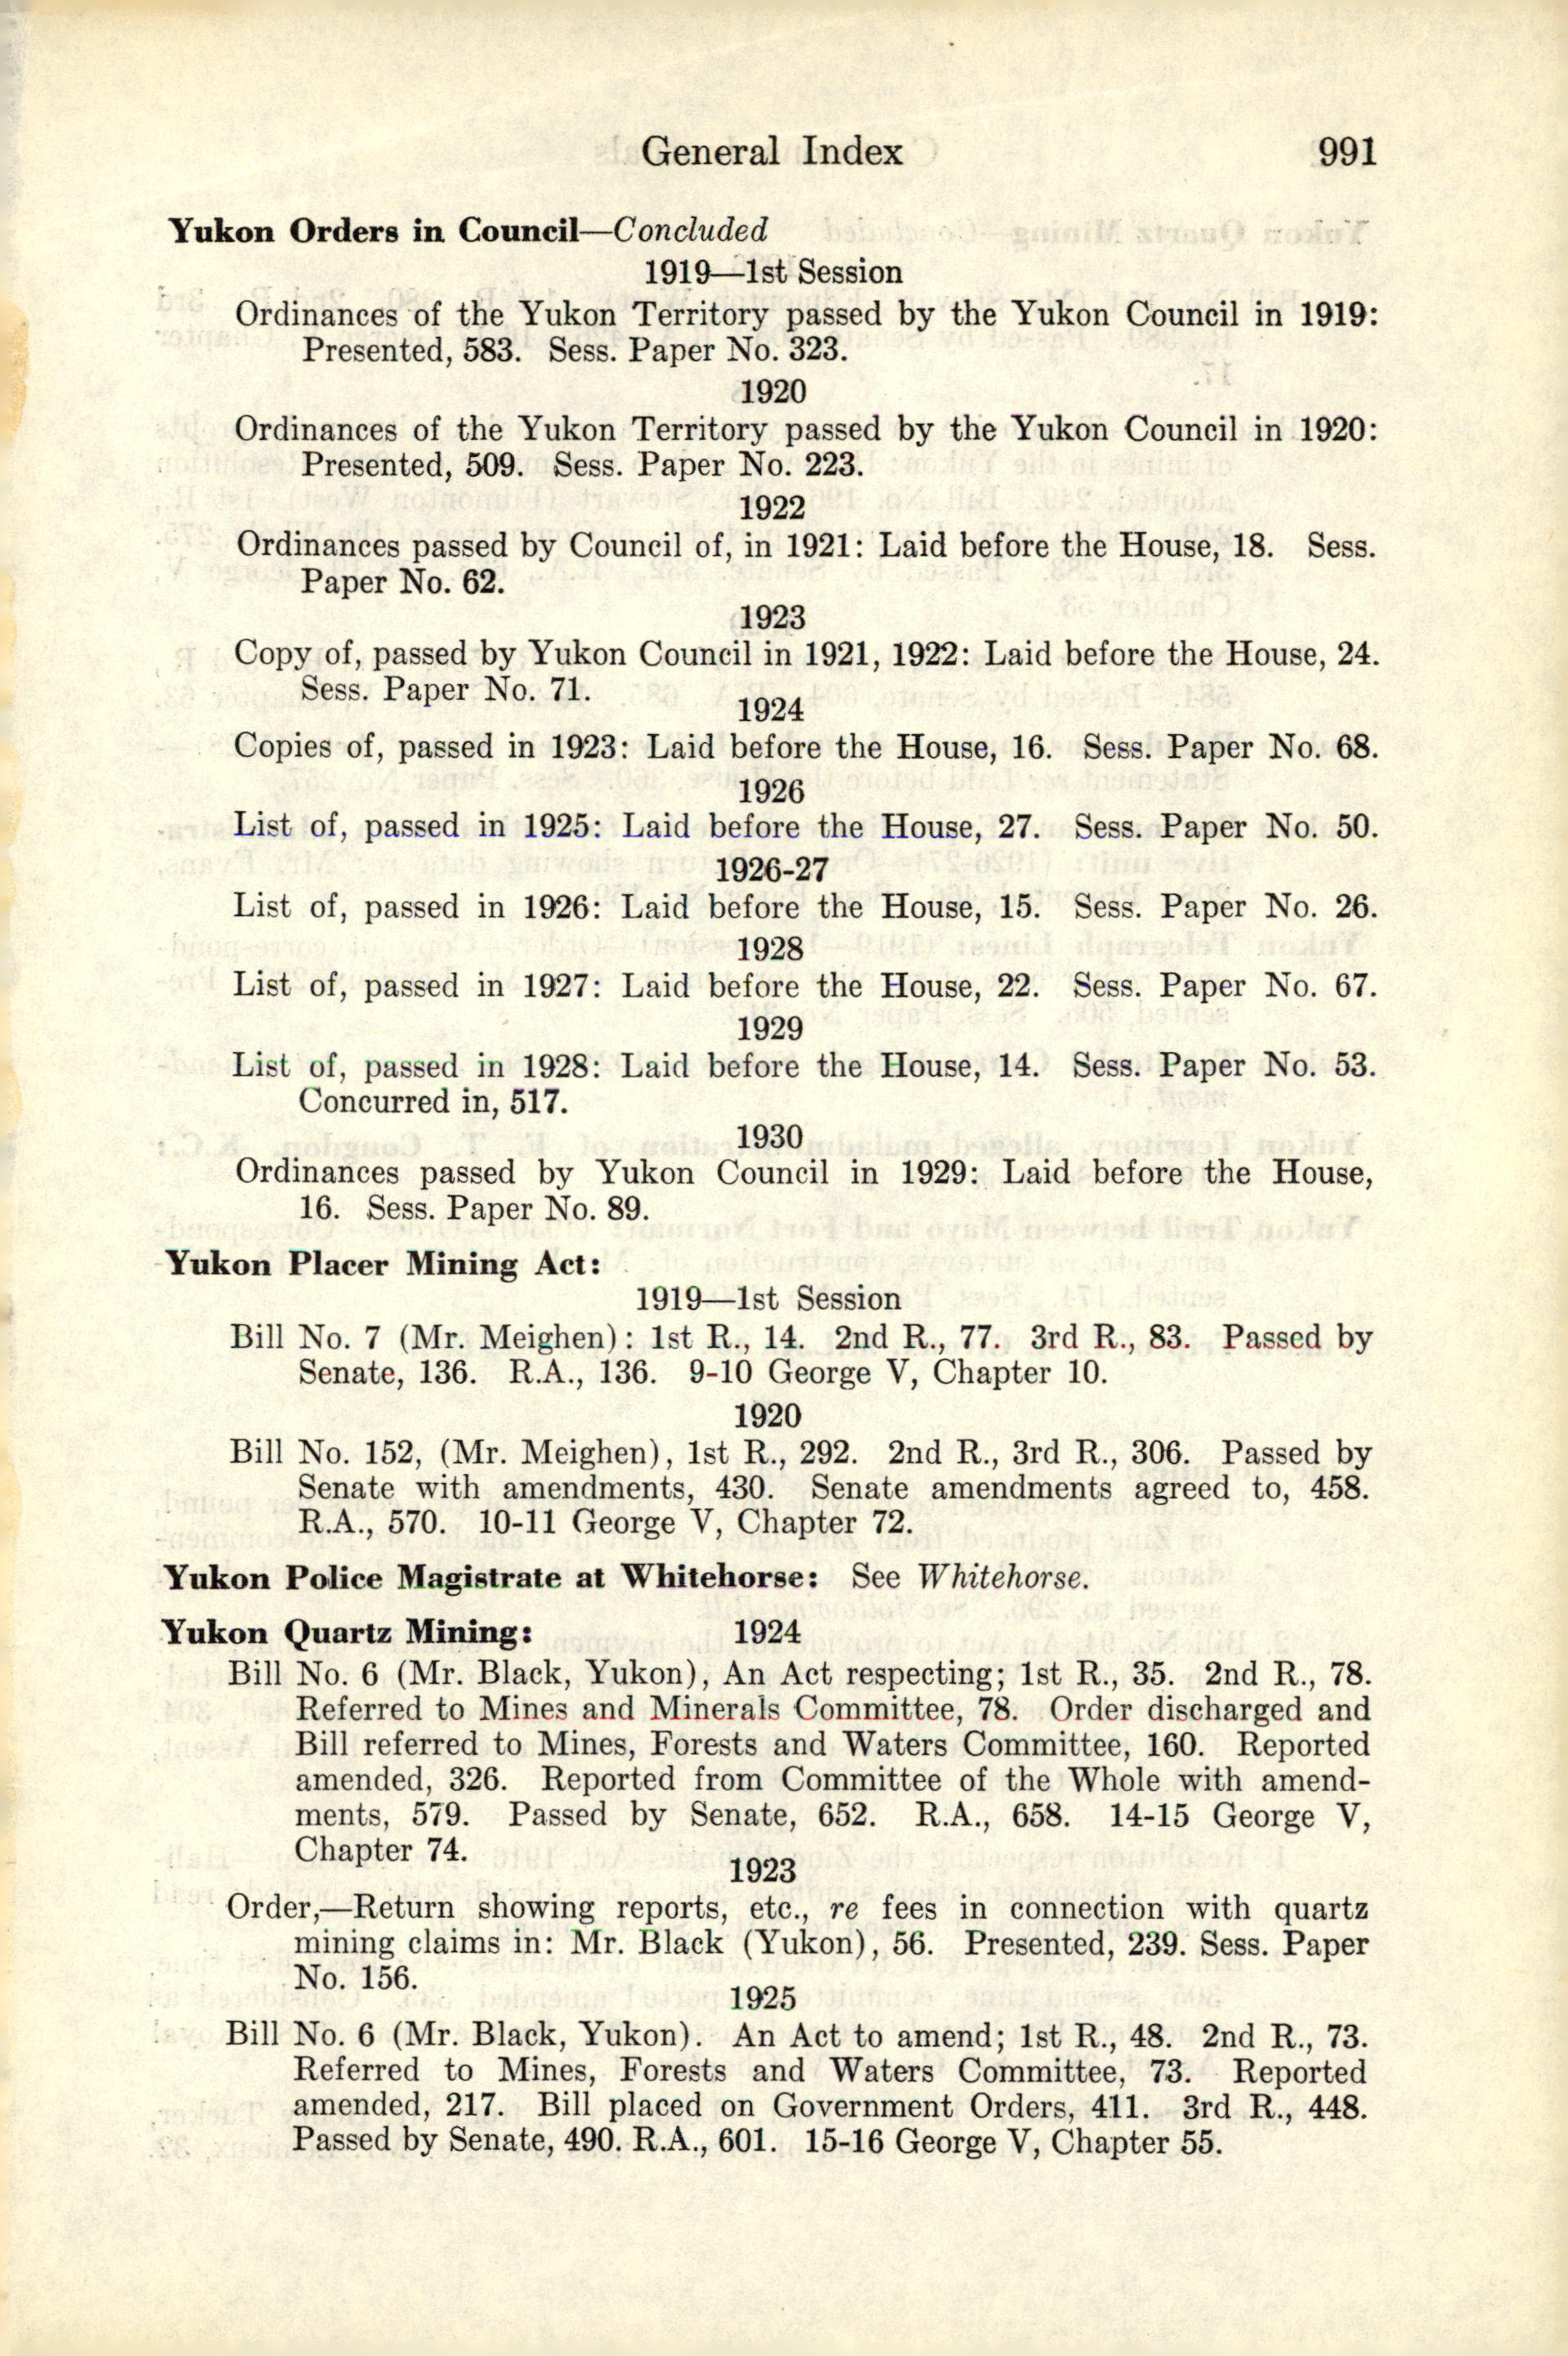 General Index 991
Yukon Orders in Council—Concluded
1919—1st Session
Ordinances of the Yukon Territory passed by the Yukon Council in 1919:
Presented, 583. Sess. Paper No. 323.
1920
Ordinances of the Yukon Territory passed by the Yukon Council in 1920:
Presented, 509. Sess. Paper No. 223.
1922
Ordinances passed by Council of, in 1921: Laid before the House, 18. Sess.
Paper No. 62.
1923
Copy of, passed by Yukon Council in 1921, 1922: Laid before the House, 24.
Sess. Paper No. 71.
1924
Copies of, passed in 1923: Laid before the House, 16. Sess. Paper No. 68.
1926
List of, passed in 1925: Laid before the House, 27. Sess. Paper No. 50.
1926-27
List of, passed in 1926: Laid before the House, 15. Sess. Paper No. 26.
1928
List of, passed in 1927: Laid before the House, 22. Sess. Paper No. 67.
1929
List of, passed in 1928: Laid before the House, 14. Sess. Paper No. 53.
Concurred in, 517.
1930
Ordinances passed by Yukon Council in 1929: Laid before the House,
16. Sess. Paper No. 89.
Yukon Placer Mining Act:
1919—1st Session
Bill No. 7 (Mr. Meighen): 1st R., 14. 2nd R., 77. 3rd R., 83. Passed by
Senate, 136. R.A., 136. 9-10 George V, Chapter 10.
1920
Bill No. 152, (Mr. Meighen), 1st R., 292. 2nd R., 3rd R., 306. Passed by
Senate with amendments, 430. Senate amendments agreed to, 458.
R.A., 570. 10-11 George V, Chapter 72.
Yukon Police Magistrate at Whitehorse: See Whitehorse.
Yukon Quartz Mining: 1924
Bill No. 6 (Mr. Black, Yukon), An Act respecting; 1st R., 35. 2nd R., 78.
Referred to Mines and Minerals Committee, 78. Order discharged and
Bill referred to Mines, Forests and Waters Committee, 160. Reported
amended, 326. Reported from Committee of the Whole with amend-
ments, 579. Passed by Senate, 652. R.A., 658. 14-15 George V,
Chapter 74.
1923
Order,—Return showing reports, etc., re fees in connection with quartz
mining claims in: Mr. Black (Yukon), 56. Presented, 239. Sess. Paper
No. 156.
1925
Bill No. 6 (Mr. Black, Yukon). An Act to amend; 1st R., 48. 2nd R., 73.
Referred to Mines, Forests and Waters Committee, 73. Reported
amended, 217. Bill placed on Government Orders, 411. 3rd R., 448.
Passed by Senate, 490. R.A., 601. 15-16 George V, Chapter 55.